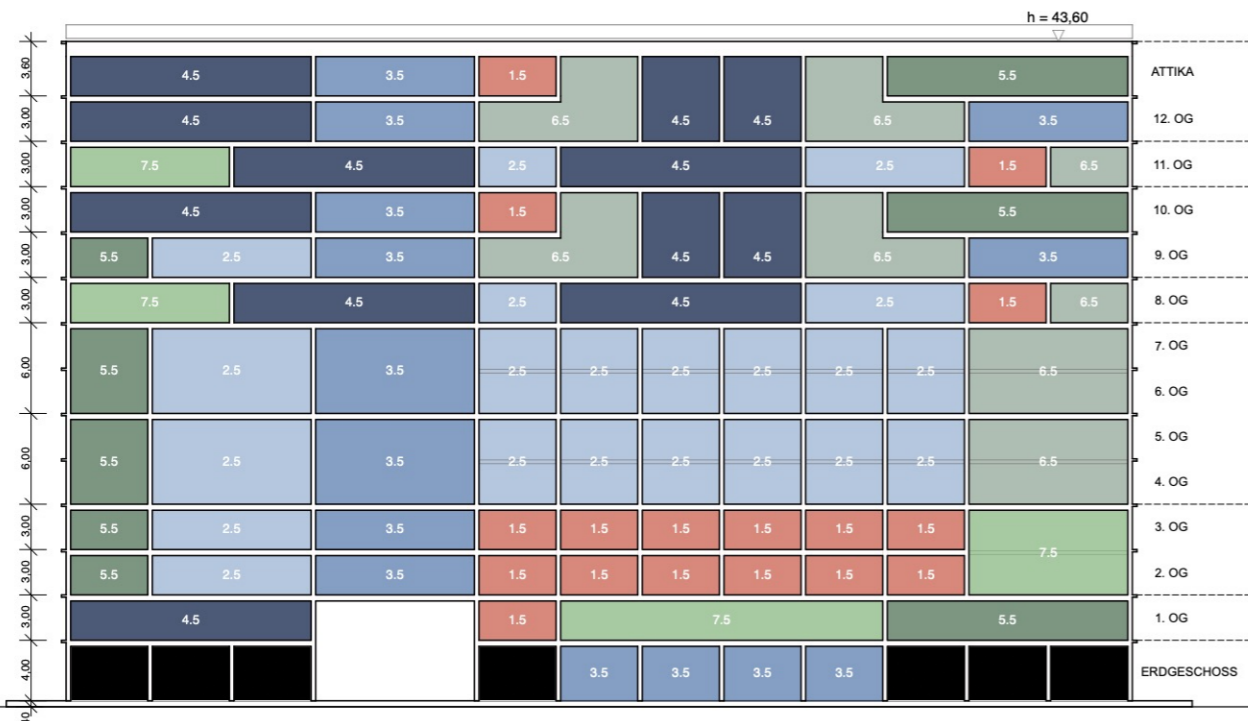 h = 43,60
3,60 4.5 3.5 1.5 5.5 ATTIKA
3,00 4.5 3.5 6.5 4.5 4.5 6.5 3.5 12. OG
3,00 7.5 4.5 2.5 4.5 2.5 1.5 6.5 11. OG
3,00 4.5 3.5 1.5 5.5 10. OG
3,00 5.5 2.5 3.5 6.5 4.5 4.5 6.5 3.5 9. OG
3,00 7.5 4.5 2.5 4.5 2.5 1.5 6.5 8. OG
7. OG
6,00 5.5 2.5 3.5 2.5 2.5 2.5 2.5 2.5 2.5 6.5
6. OG
5. OG
6,00 5.5 2.5 3.5 2.5 2.5 2.5 2.5 2.5 2.5 6.5
4. OG
3,00 5.5 2.5 3.5 1.5 1.5 1.5 1.5 1.5 1.5 3. OG
7.5
3,00 5.5 2.5 3.5 1.5 1.5 1.5 1.5 1.5 1.5 2. OG
3,00 4.5 1.5 7.5 5.5 1. OG
4,00 3.5 3.5 3.5 3.5 ERDGESCHOSS